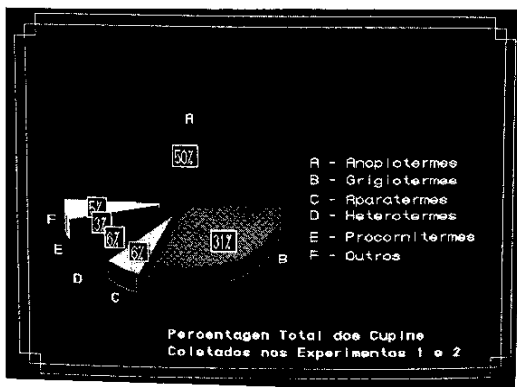 A
50%
A - Anoplotermes
B - Grigiotermes
C - Aparatermes
D - Heterotermes
E - Procornitermes
F - Outros
5%
F
3%
E
6%
D
6%
C
31%
B
Percentagen Total dos Cupins
Coletados nos Experimentos 1 e 2